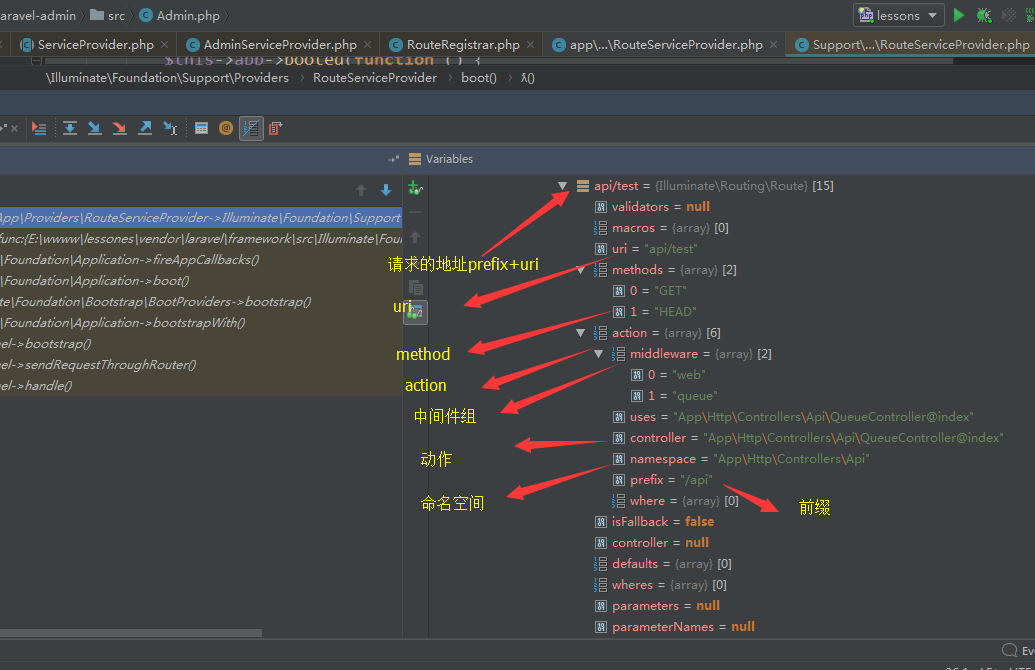 aravel-admin src Admin.php lessons
ServiceProvider.php AdminServiceProvider.php RouteRegistrar.php app\...\RouteServiceProvider.php Support\...\RouteServiceProvider.php
$this->app->booted(function () {
\Illuminate\Foundation\Support\Providers RouteServiceProvider boot() λ()
Variables
App\Providers\RouteServiceProvider->Illuminate\Foundation\Support
func:{E:\wwww\lessones\vendor\laravel\framework\src\Illuminate\Foun
\Foundation\Application->fireAppCallbacks()
\Foundation\Application->boot()
te\Foundation\Bootstrap\BootProviders->bootstrap()
\Foundation\Application->bootstrapWith()
el->bootstrap()
el->sendRequestThroughRouter()
el->handle()
请求的地址prefix+uri
uri
method
action
中间件组
动作
命名空间
前缀
api/test = {Illuminate\Routing\Route} [15]
validators = null
macros = {array} [0]
uri = "api/test"
methods = {array} [2]
0 = "GET"
1 = "HEAD"
action = {array} [6]
middleware = {array} [2]
0 = "web"
1 = "queue"
uses = "App\Http\Controllers\Api\QueueController@index"
controller = "App\Http\Controllers\Api\QueueController@index"
namespace = "App\Http\Controllers\Api"
prefix = "/api"
where = {array} [0]
isFallback = false
controller = null
defaults = {array} [0]
wheres = {array} [0]
parameters = null
parameterNames = null
Ev